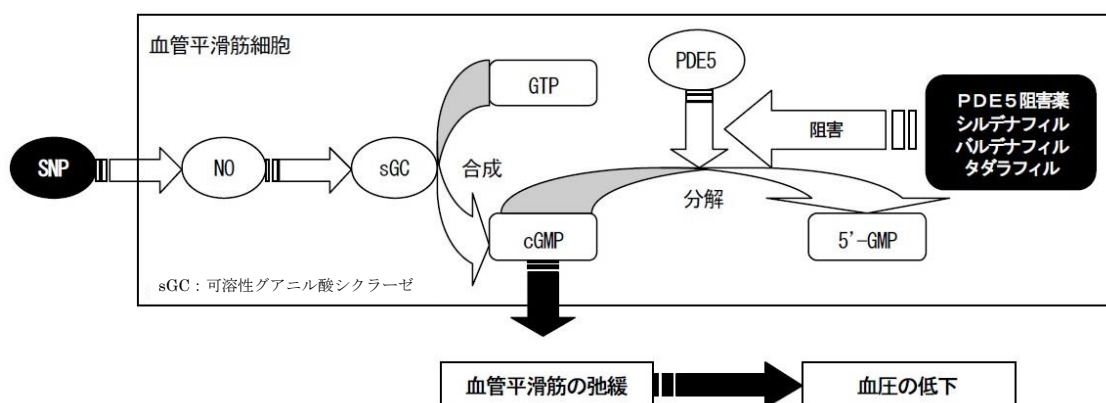 血管平滑筋細胞
GTP
PDE5
PDE5阻害薬
シルデナフィル
バルデナフィル
タダラフィル
阻害
SNP
NO
sGC
合成
分解
cGMP
5'-GMP
sGC：可溶性グアニル酸シクラーゼ
血管平滑筋の弛緩
血圧の低下